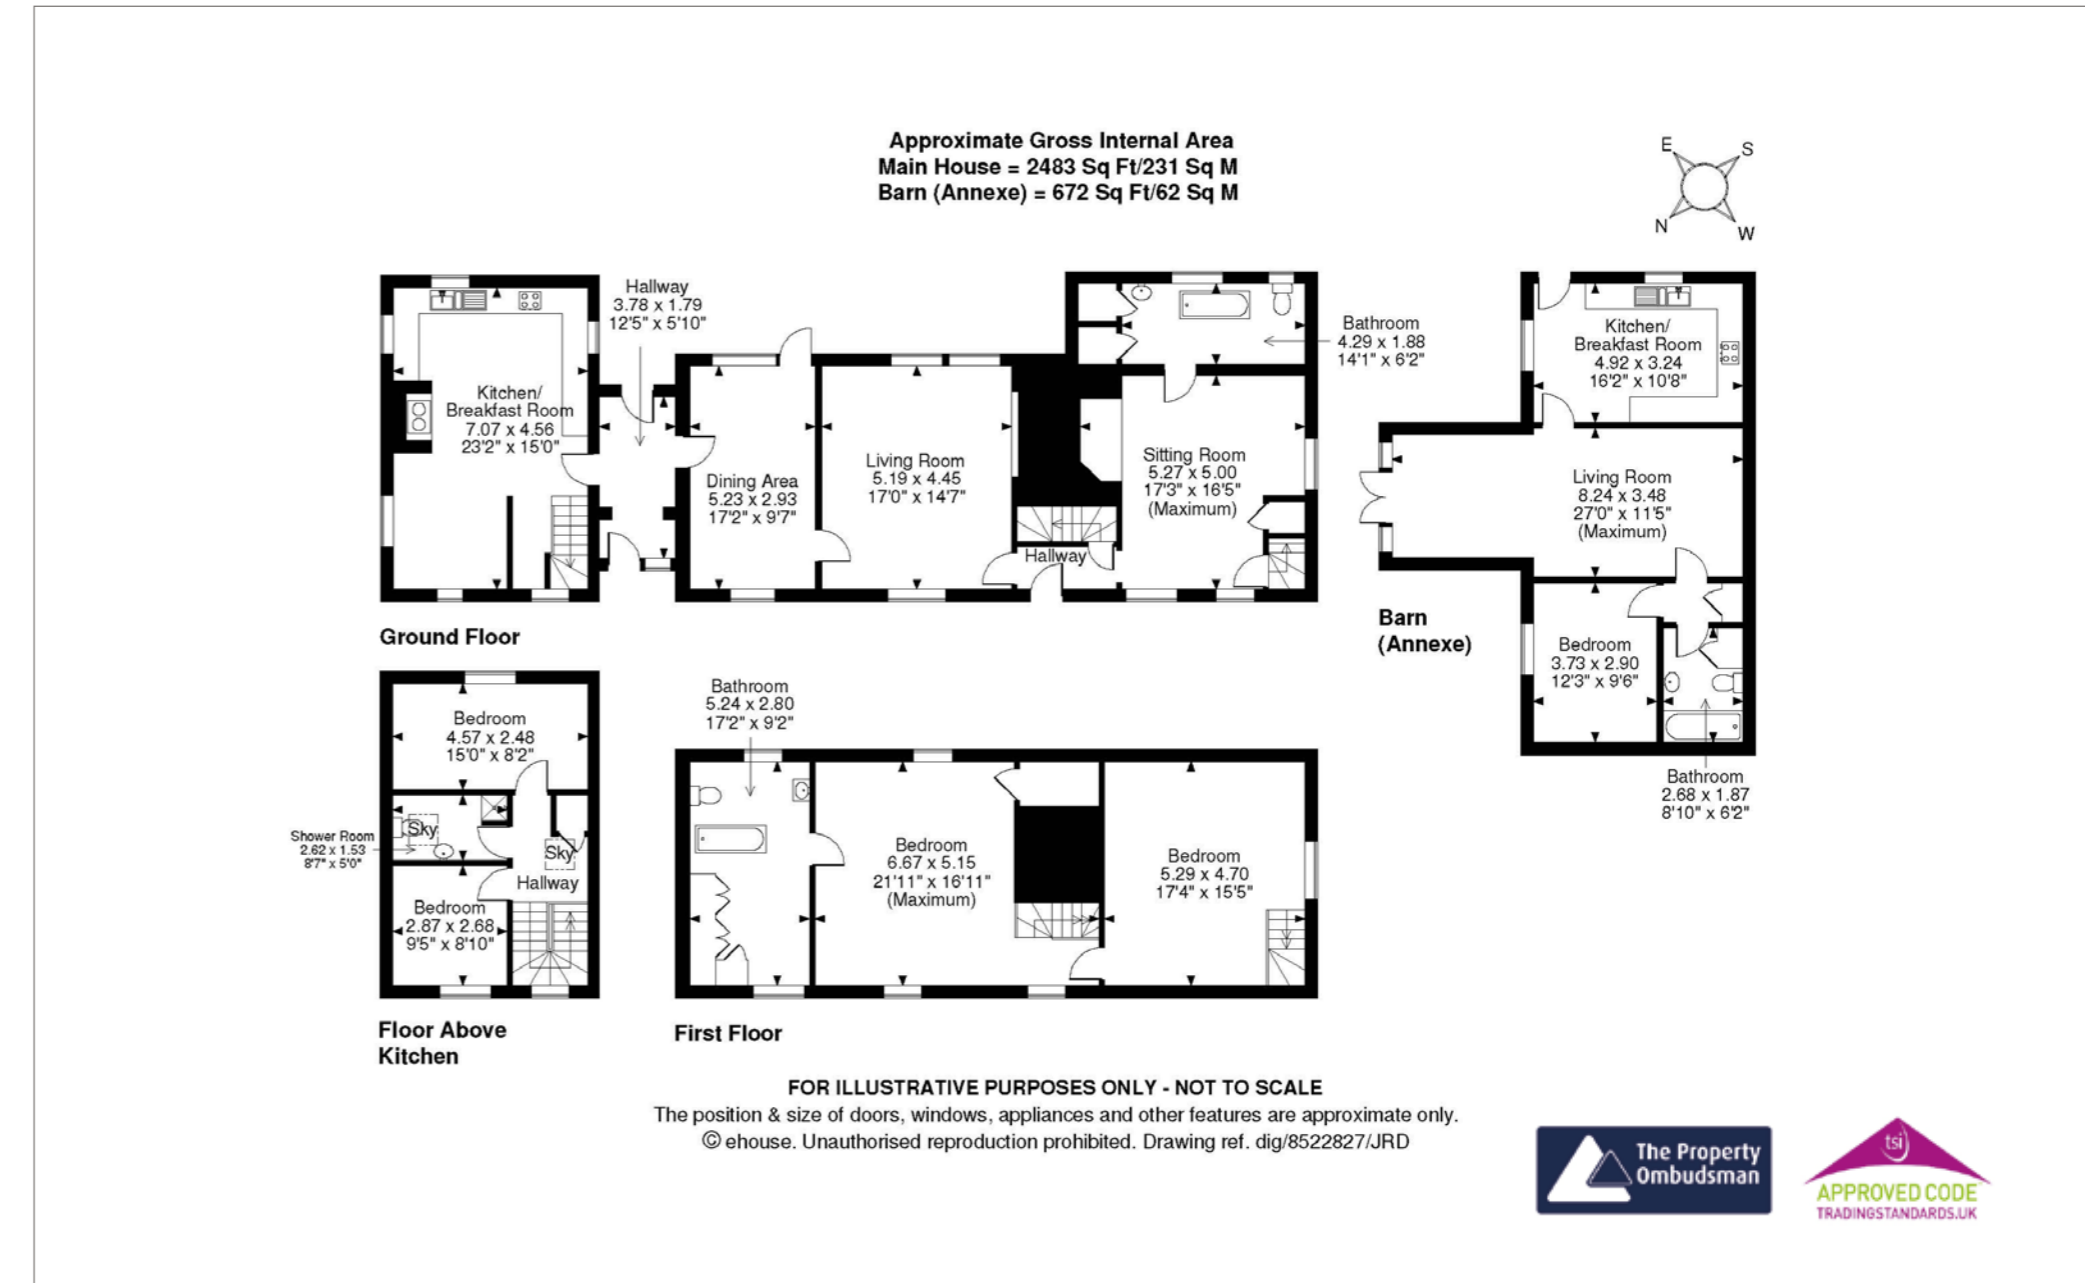 Approximate Gross Internal Area
Main House = 2483 Sq Ft/231 Sq M
Barn (Annexe) = 672 Sq Ft/62 Sq M
E
S
N
W
Hallway
3.78 x 1.79
12'5" x 5'10"
Kitchen/
Breakfast Room
7.07 x 4.56
23'2" x 15'0"
Dining Area
5.23 x 2.93
17'2" x 9'7"
Living Room
5.19 x 4.45
17'0" x 14'7"
Hallway
Sitting Room
5.27 x 5.00
17'3" x 16'5"
(Maximum)
Bathroom
4.29 x 1.88
14'1" x 6'2"
Ground Floor
Kitchen/
Breakfast Room
4.92 x 3.24
16'2" x 10'8"
Living Room
8.24 x 3.48
27'0" x 11'5"
(Maximum)
Bedroom
3.73 x 2.90
12'3" x 9'6"
Bathroom
2.68 x 1.87
8'10" x 6'2"
Barn
(Annexe)
Bedroom
4.57 x 2.48
15'0" x 8'2"
Shower Room
2.62 x 1.53
8'7" x 5'0"
Sky
Sky
Hallway
Bedroom
2.87 x 2.68
9'5" x 8'10"
Floor Above
Kitchen
Bathroom
5.24 x 2.80
17'2" x 9'2"
Bedroom
6.67 x 5.15
21'11" x 16'11"
(Maximum)
Bedroom
5.29 x 4.70
17'4" x 15'5"
First Floor
FOR ILLUSTRATIVE PURPOSES ONLY - NOT TO SCALE
The position & size of doors, windows, appliances and other features are approximate only.
© ehouse. Unauthorised reproduction prohibited. Drawing ref. dig/8522827/JRD
The Property
Ombudsman
tsi
APPROVED CODE
TRADINGSTANDARDS.UK